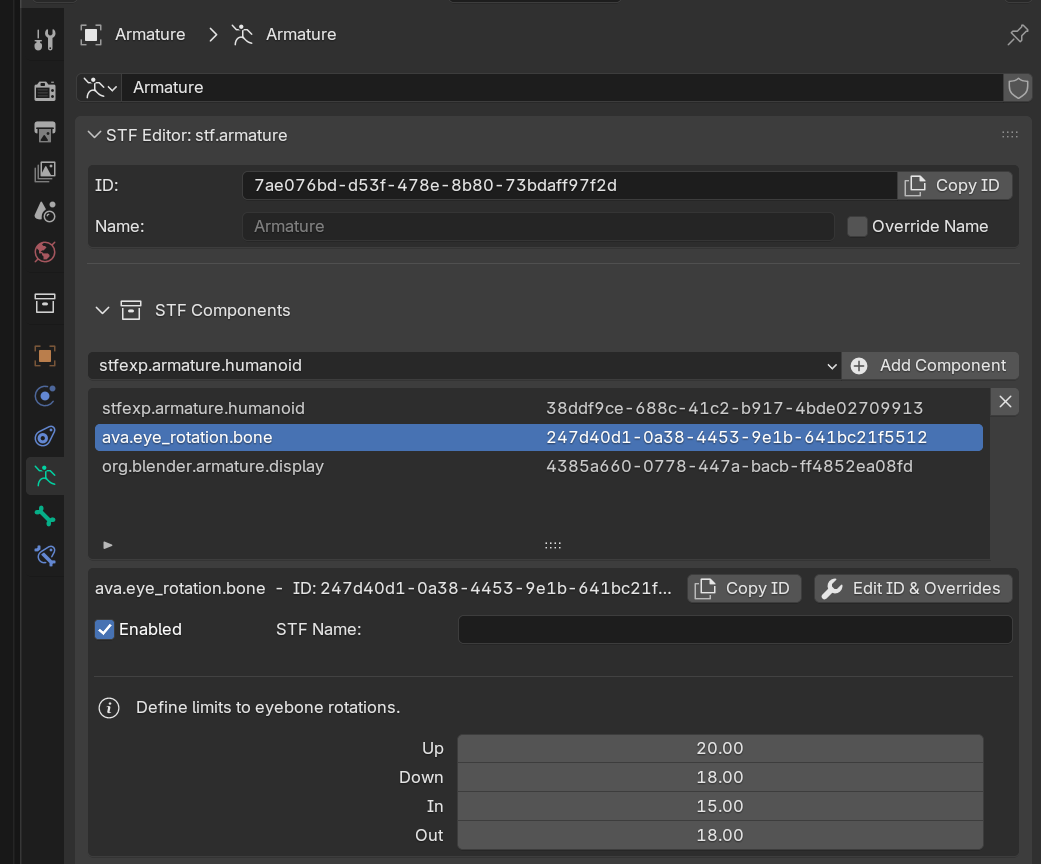 Armature > Armature
Armature
STF Editor: stf.armature
ID: 7ae076bd-d53f-478e-8b80-73bdaff97f2d Copy ID
Name: Armature Override Name
STF Components
stfexp.armature.humanoid Add Component
stfexp.armature.humanoid 38ddf9ce-688c-41c2-b917-4bde02709913
ava.eye_rotation.bone 247d40d1-0a38-4453-9e1b-641bc21f5512
org.blender.armature.display 4385a660-0778-447a-bacb-ff4852ea08fd
ava.eye_rotation.bone - ID: 247d40d1-0a38-4453-9e1b-641bc21f... Copy ID Edit ID & Overrides
Enabled STF Name:
Define limits to eyebone rotations.
Up 20.00
Down 18.00
In 15.00
Out 18.00